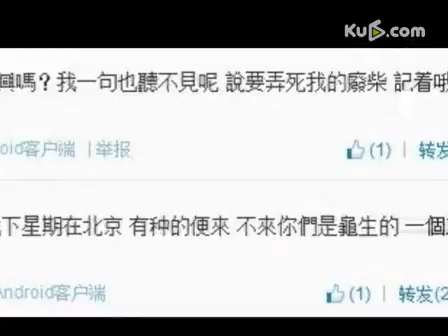 Ku6.com
興嗎？我一句也聽不見呢 說要弄死我的廢柴 記着哦
oid客户端 | 举报 (1) | 转发
下星期在北京 有种的便來 不來你們是龜生的 一個
Android客户端 (1) | 转发(2